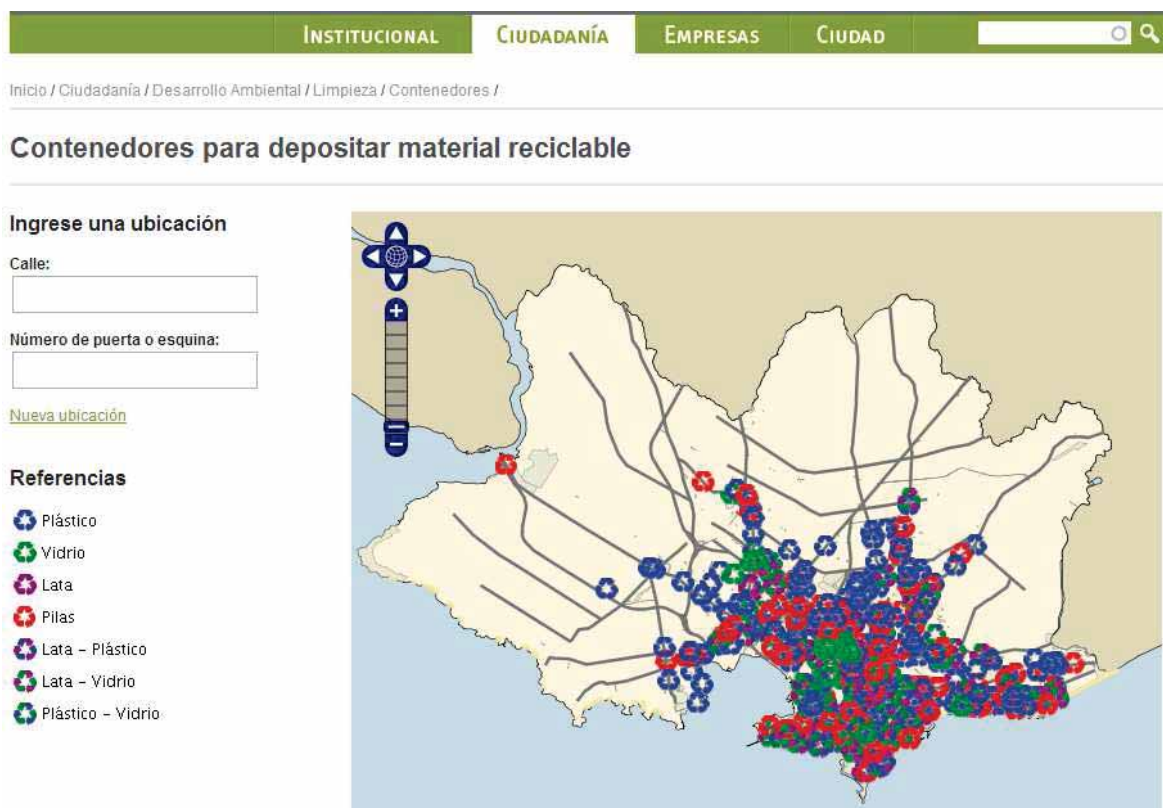 INSTITUCIONAL CIUDADANÍA EMPRESAS CIUDAD
Inicio / Ciudadanía / Desarrollo Ambiental / Limpieza / Contenedores /
Contenedores para depositar material reciclable
Ingrese una ubicación
Calle:
Número de puerta o esquina:
Nueva ubicación
Referencias
Plástico
Vidrio
Lata
Pilas
Lata - Plástico
Lata - Vidrio
Plástico - Vidrio